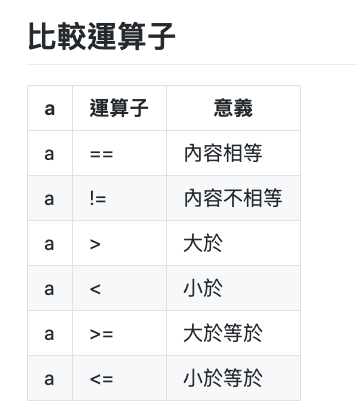 比較運算子
a 運算子 意義
a == 內容相等
a != 內容不相等
a > 大於
a < 小於
a >= 大於等於
a <= 小於等於